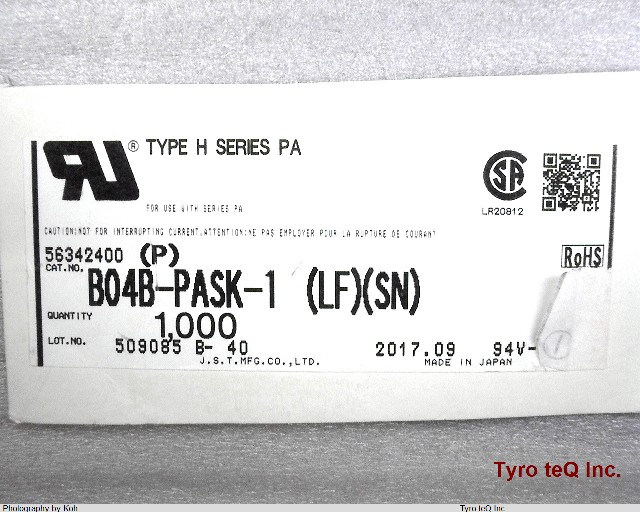 ® TYPE H SERIES PA
FOR USE WITH SERIES PA
CAUTION:NOT FOR INTERRUPTING CURRENT.ATTENTION:NE PAS EMPLOYER POUR LA RUPTURE DE COURANT
LR20812
56342400 (P)
RoHS
CAT.NO. B04B-PASK-1 (LF)(SN)
QUANTITY 1,000
LOT.NO. 509085 B- 40 2017.09 94V-
J.S.T.MFG.CO.,LTD. MADE IN JAPAN
Tyro teQ Inc.
Photography by Koh Tyro teQ Inc